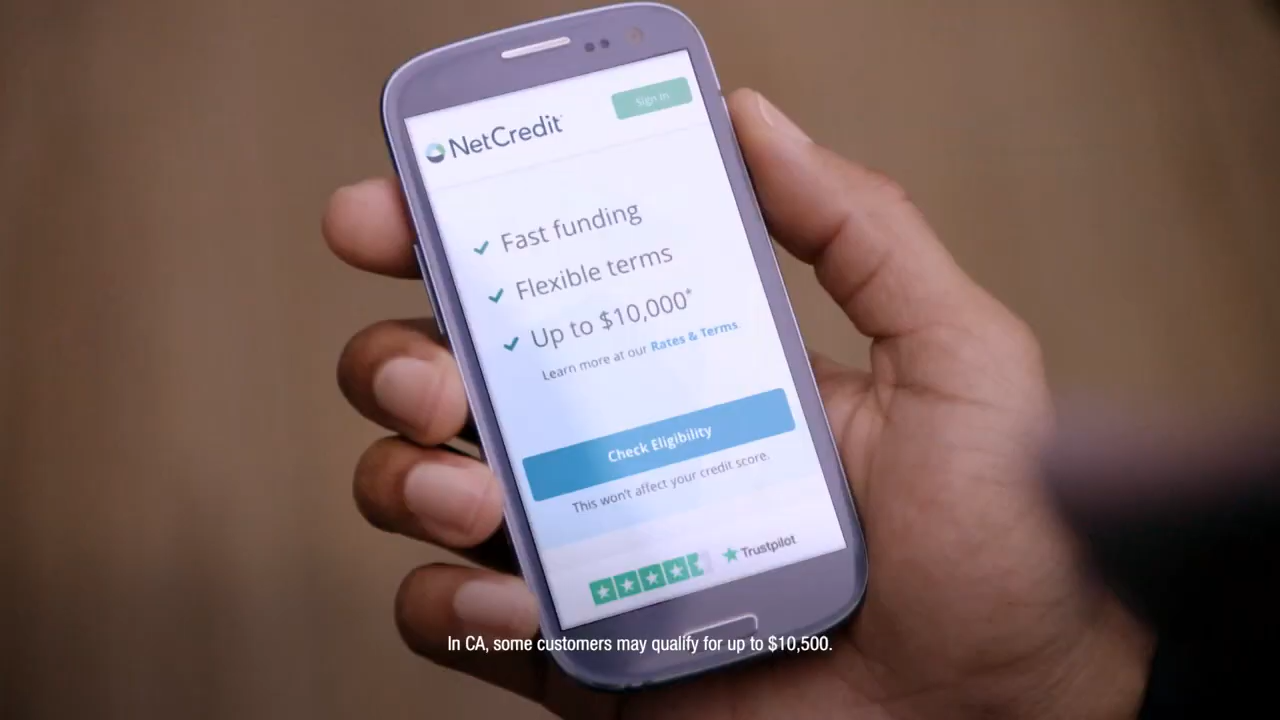 NetCredit
Sign In
Fast funding
Flexible terms
Up to $10,000*
Learn more at our Rates & Terms
Check Eligibility
This won't affect your credit score.
Trustpilot
In CA, some customers may qualify for up to $10,500.